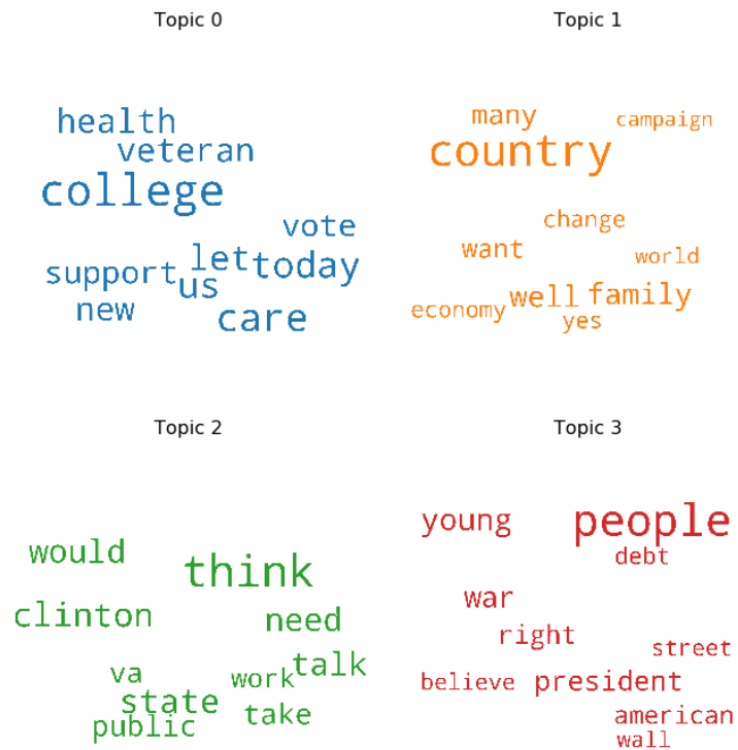 Topic 0
Topic 1
health
veteran
college
vote
let today
support us
new
care
many
campaign
country
change
want
world
well family
economy
yes
Topic 2
Topic 3
would
think
clinton
need
va
work talk
state
public
take
young
people
debt
war
right
street
believe president
american
wall